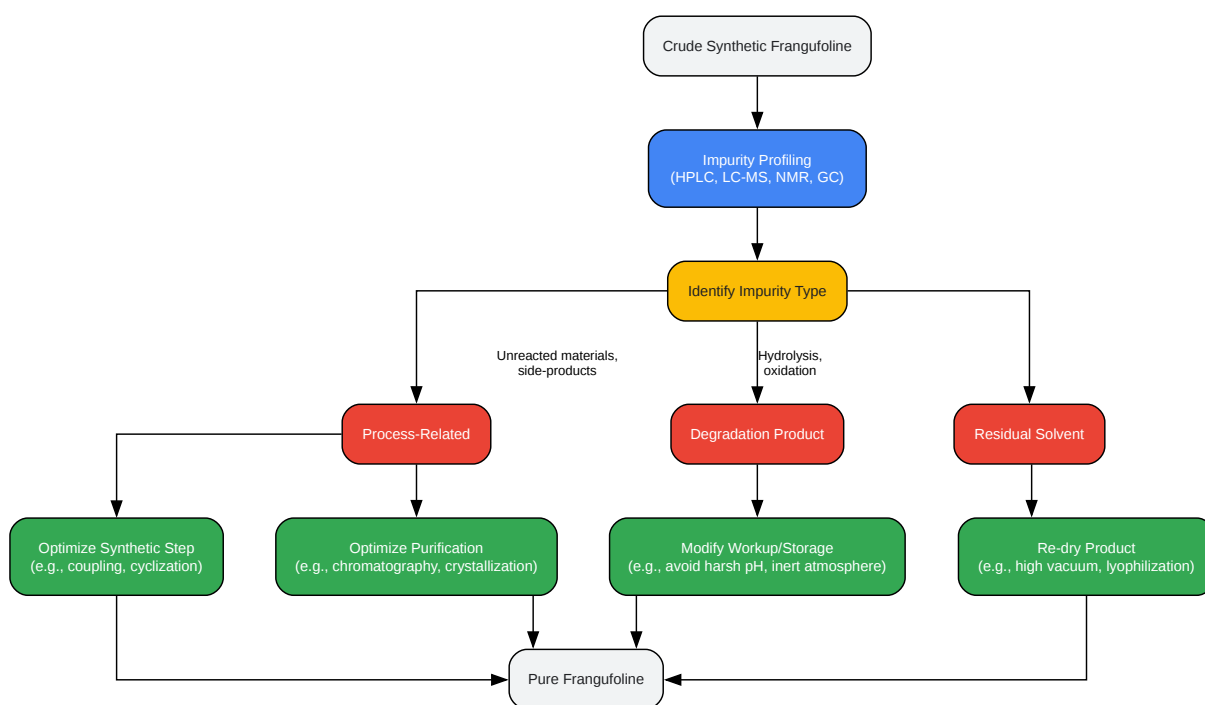 Crude Synthetic Frangufoline
Impurity Profiling
(HPLC, LC-MS, NMR, GC)
Identify Impurity Type
Unreacted materials,
side-products
Hydrolysis,
oxidation
Process-Related
Degradation Product
Residual Solvent
Optimize Synthetic Step
(e.g., coupling, cyclization)
Optimize Purification
(e.g., chromatography, crystallization)
Modify Workup/Storage
(e.g., avoid harsh pH, inert atmosphere)
Re-dry Product
(e.g., high vacuum, lyophilization)
Pure Frangufoline